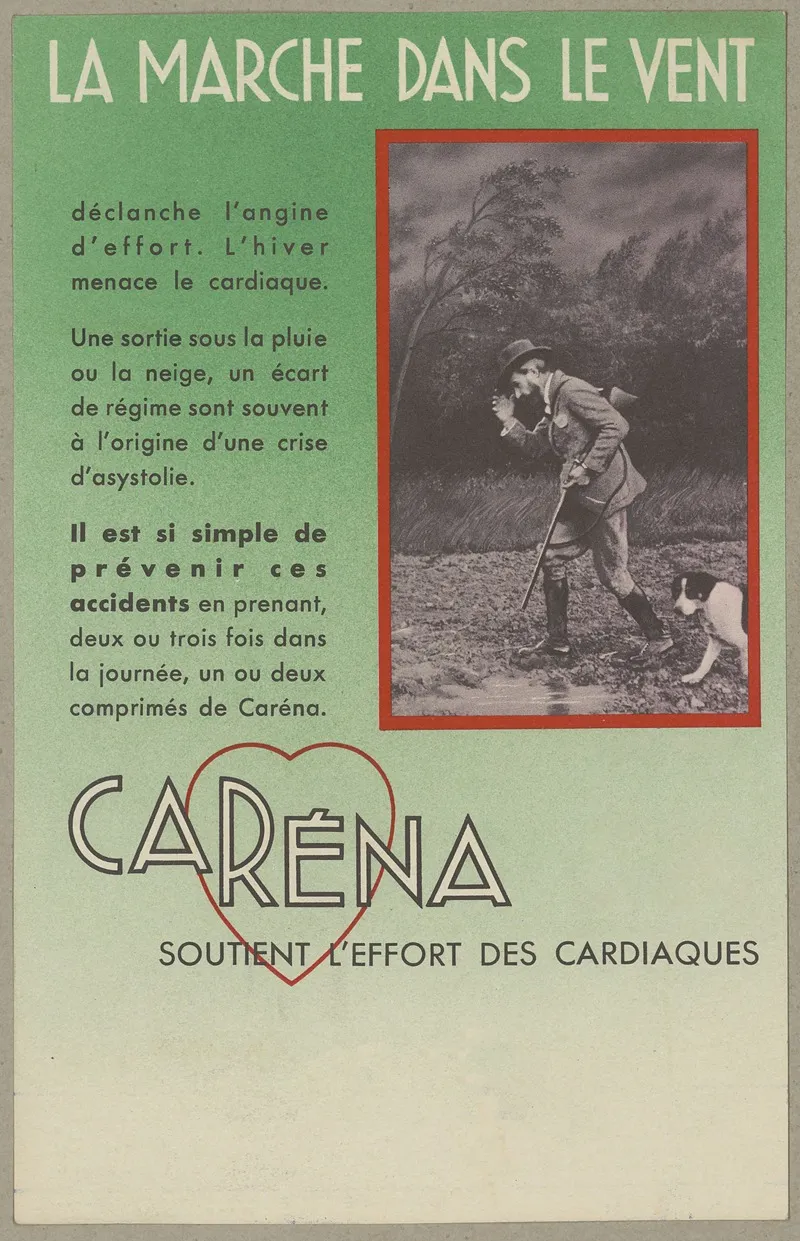 LA MARCHE DANS LE VENT
déclanche l'angine
d'effort. L'hiver
menace le cardiaque.
Une sortie sous la pluie
ou la neige, un écart
de régime sont souvent
à l'origine d'une crise
d'asystolie.
Il est si simple de
prévenir ces
accidents en prenant,
deux ou trois fois dans
la journée, un ou deux
comprimés de Caréna.
CARÉNA
SOUTIENT L'EFFORT DES CARDIAQUES